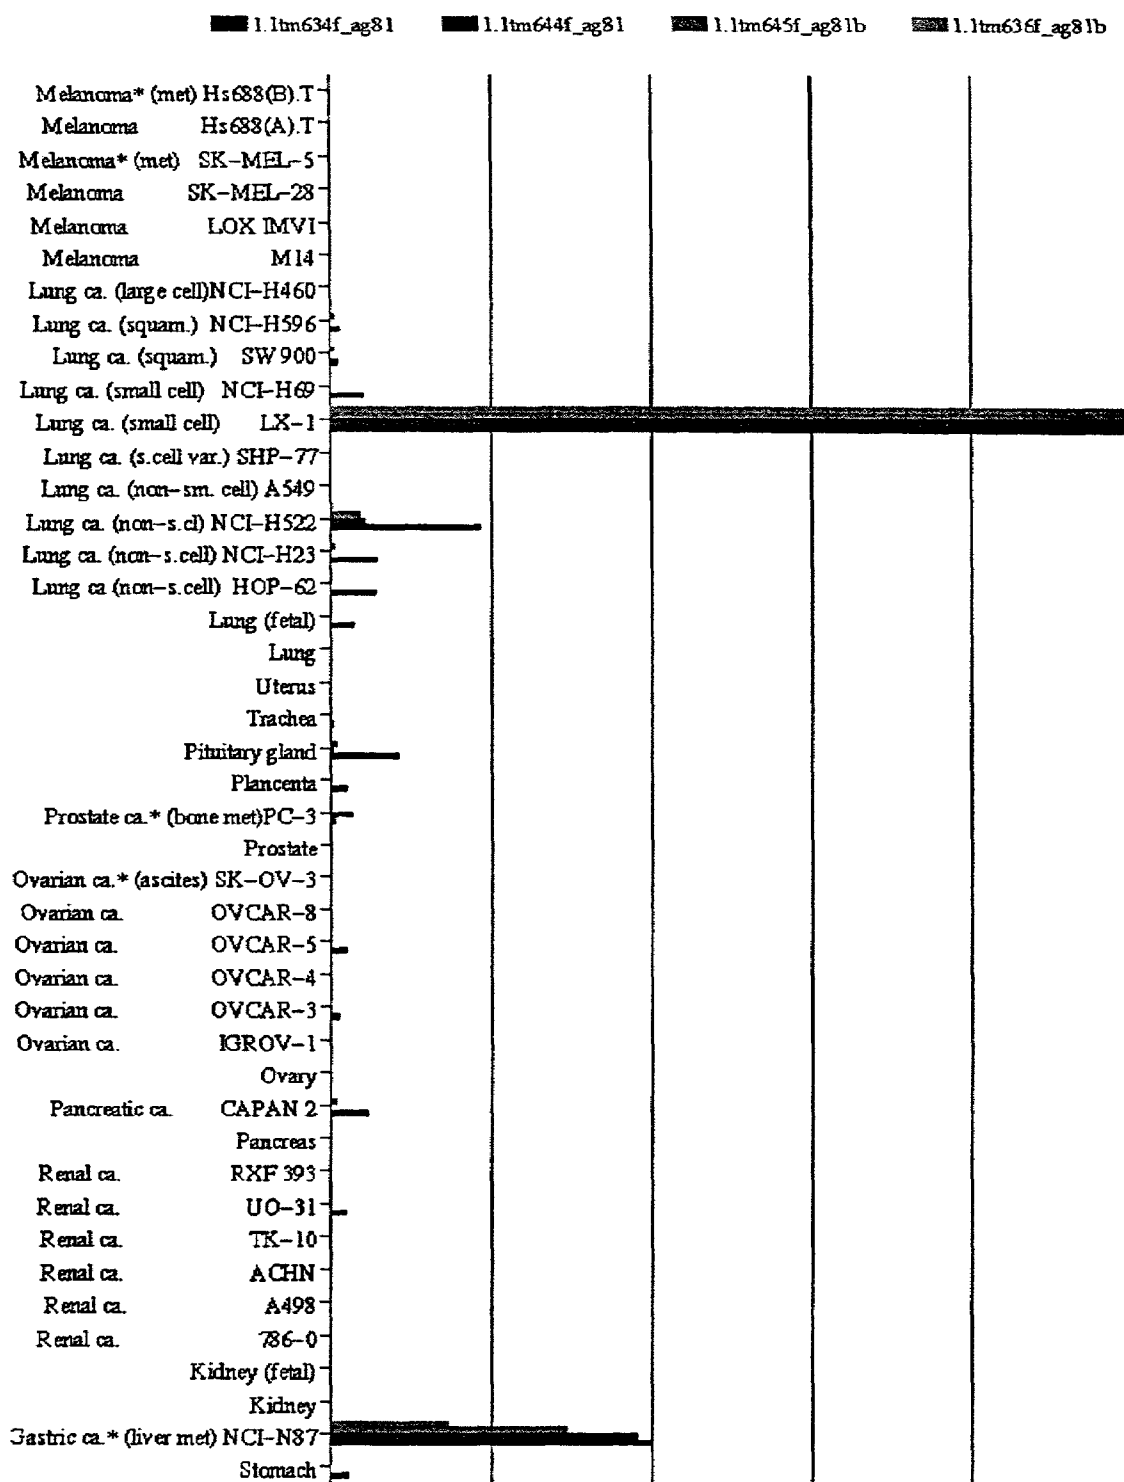 1.1tm634f_ag81 1.1tm644f_ag81 1.1tm645f_ag81b 1.1tm636f_ag81b
Melanoma* (met) Hs688(B).T
Melanoma Hs688(A).T
Melanoma* (met) SK-MEL-5
Melanoma SK-MEL-28
Melanoma LOX IMVI
Melanoma M14
Lung ca. (large cell)NCI-H460
Lung ca. (squam.) NCI-H596
Lung ca. (squam.) SW 900
Lung ca. (small cell) NCI-H69
Lung ca. (small cell) LX-1
Lung ca. (s.cell var.) SHP-77
Lung ca. (non-sm. cell) A549
Lung ca. (non-s.cl) NCI-H522
Lung ca. (non-s.cell) NCI-H23
Lung ca (non-s.cell) HOP-62
Lung (fetal)
Lung
Uterus
Trachea
Pituitary gland
Plancenta
Prostate ca.* (bone met)PC-3
Prostate
Ovarian ca.* (ascites) SK-OV-3
Ovarian ca. OVCAR-8
Ovarian ca. OVCAR-5
Ovarian ca. OVCAR-4
Ovarian ca. OVCAR-3
Ovarian ca. IGROV-1
Ovary
Pancreatic ca. CAPAN 2
Pancreas
Renal ca. RXF 393
Renal ca. UO-31
Renal ca. TK-10
Renal ca. ACHN
Renal ca. A498
Renal ca. 786-0
Kidney (fetal)
Kidney
Gastric ca.* (liver met) NCI-N87
Stomach